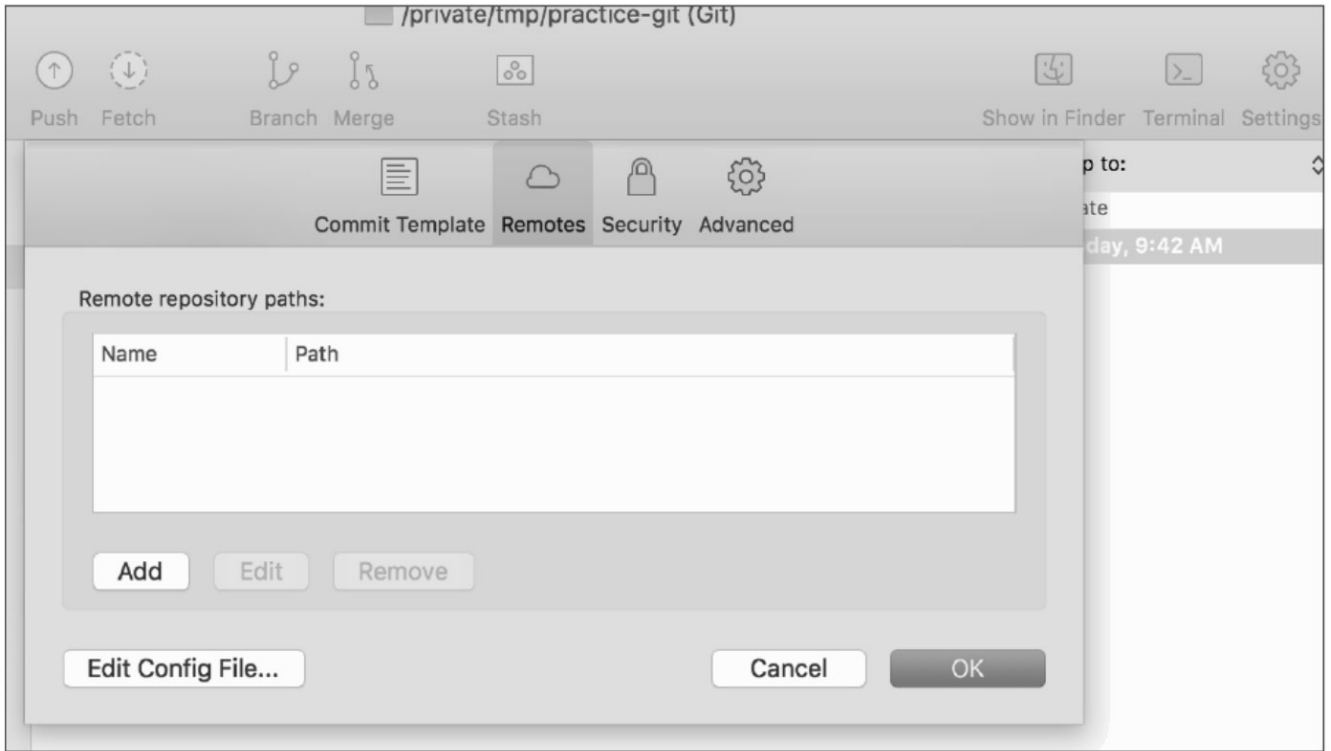 /private/tmp/practice-git (Git)
Push Fetch Branch Merge Stash Show in Finder Terminal Settings
p to:
Commit Template Remotes Security Advanced
ate
day, 9:42 AM
Remote repository paths:
Name Path
Add Edit Remove
Edit Config File... Cancel OK